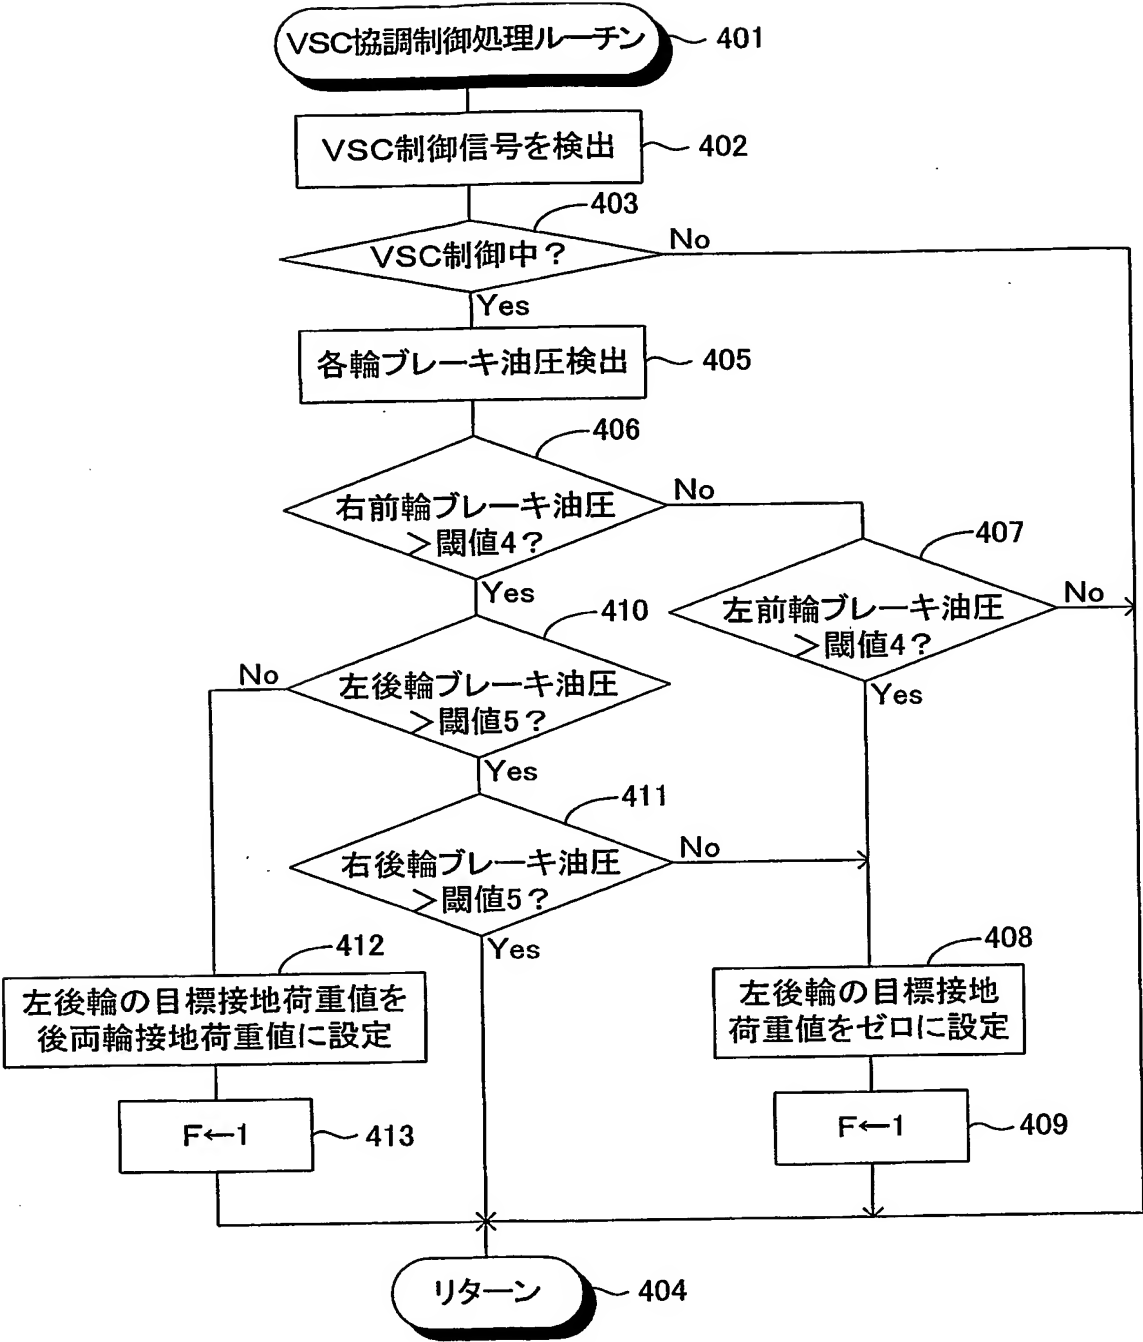 VSC協調制御処理ルーチン
401
VSC制御信号を検出
402
403
VSC制御中?
No
Yes
各輪ブレーキ油圧検出
405
406
右前輪ブレーキ油圧
>閾値4?
No
Yes
407
左前輪ブレーキ油圧
>閾値4?
No
Yes
410
左後輪ブレーキ油圧
>閾値5?
No
Yes
411
右後輪ブレーキ油圧
>閾値5?
No
Yes
412
左後輪の目標接地荷重値を
後両輪接地荷重値に設定
408
左後輪の目標接地
荷重値をゼロに設定
F←1
413
F←1
409
リターン
404